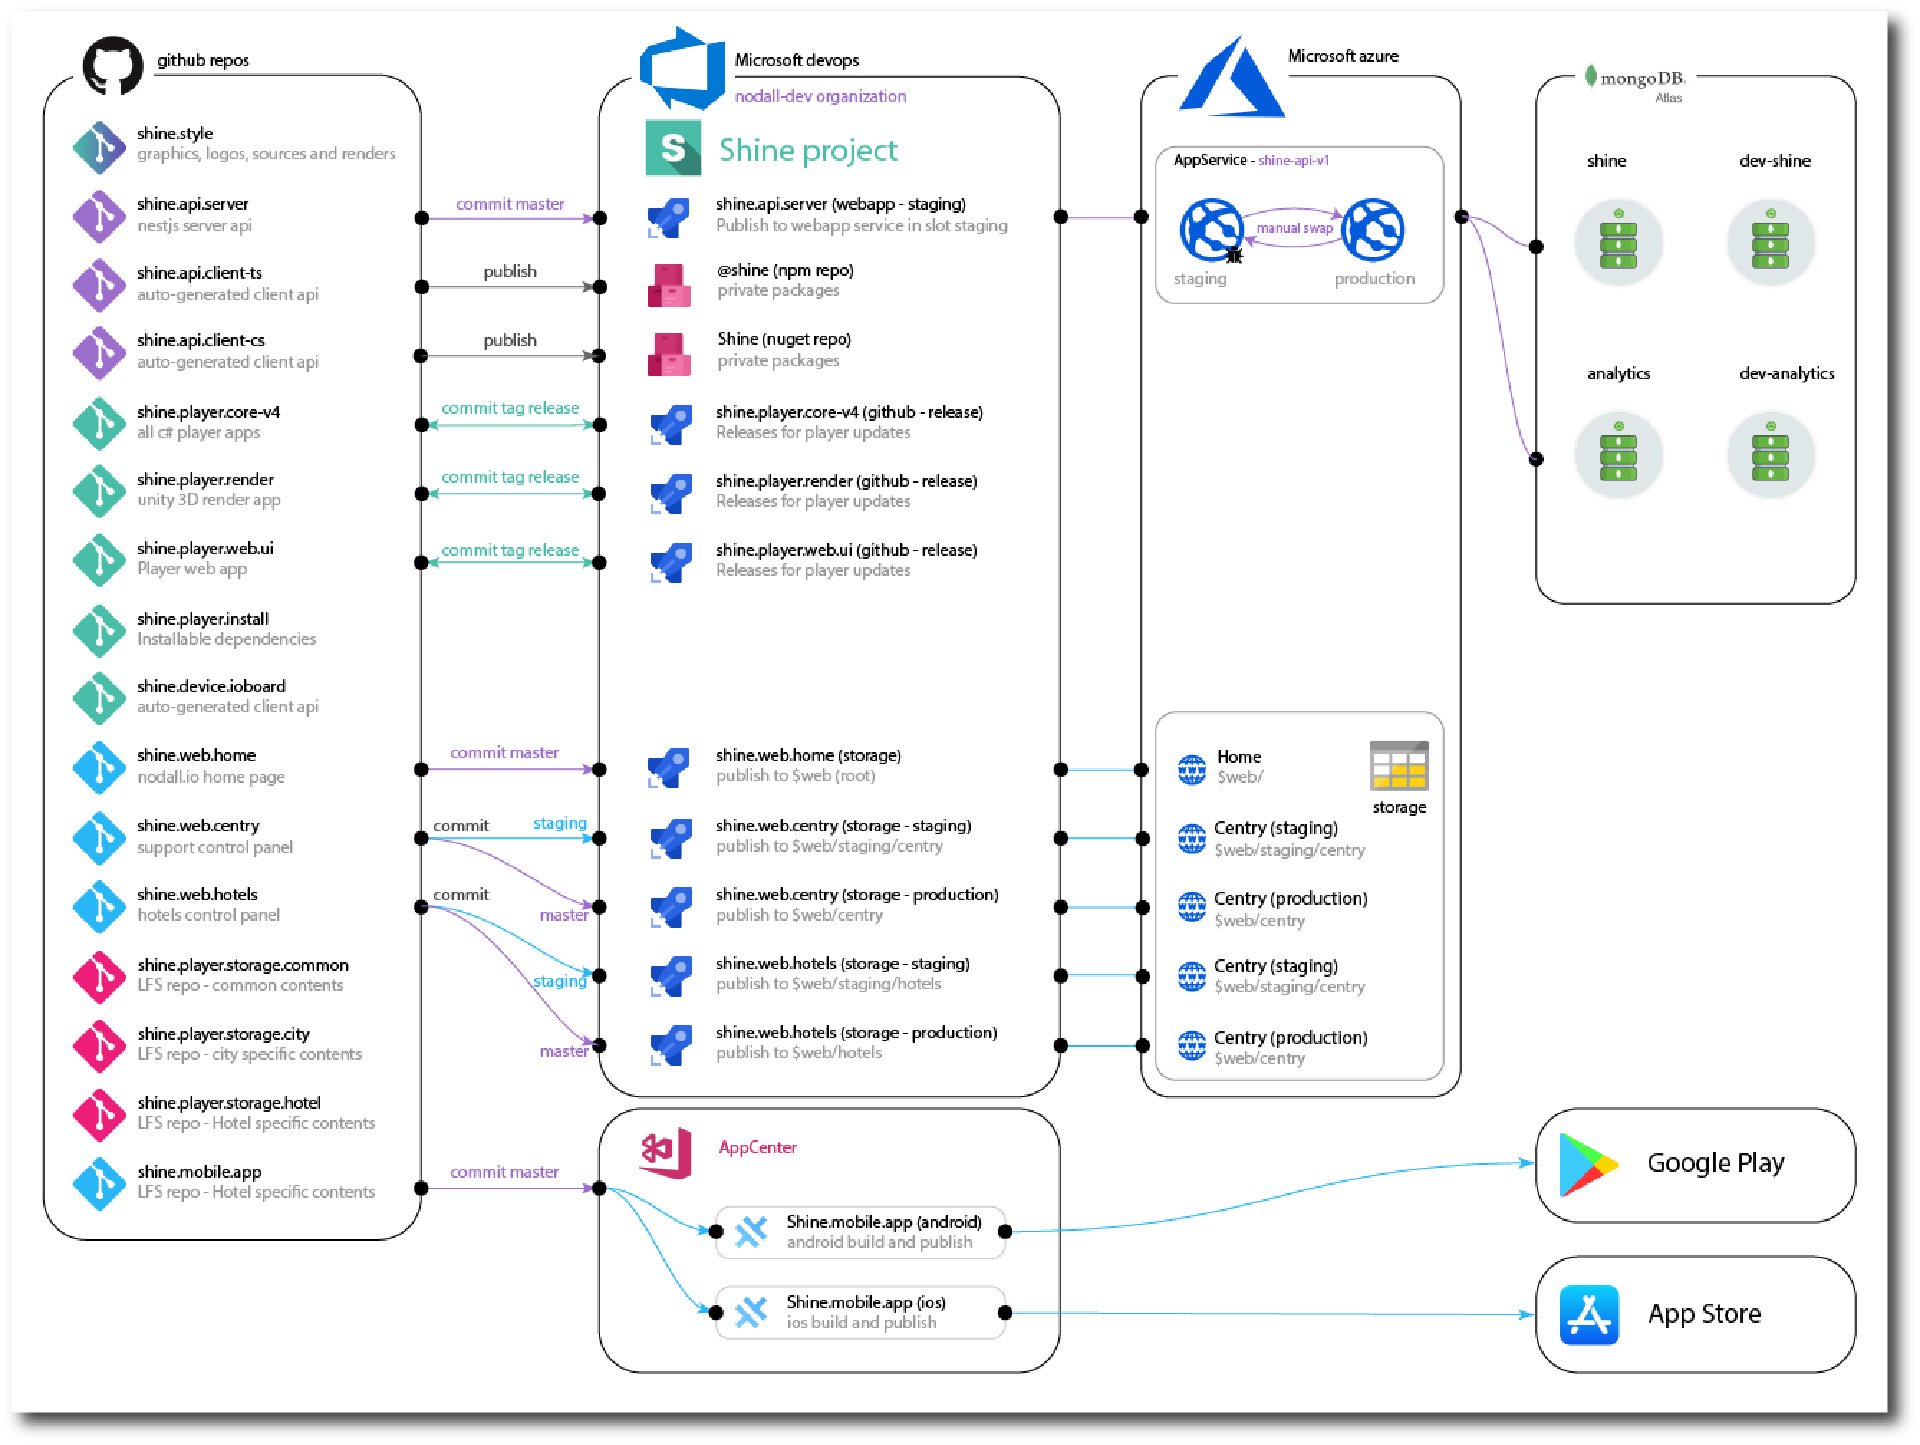 github repos
shine.style
graphics, logos, sources and renders
shine.api.server
nestjs server api
shine.api.client-ts
auto-generated client api
shine.api.client-cs
auto-generated client api
shine.player.core-v4
all c# player apps
shine.player.render
unity 3D render app
shine.player.web.ui
Player web app
shine.player.install
Installable dependencies
shine.device.ioboard
auto-generated client api
shine.web.home
nodall.io home page
shine.web.centry
support control panel
shine.web.hotels
hotels control panel
shine.player.storage.common
LFS repo - common contents
shine.player.storage.city
LFS repo - city specific contents
shine.player.storage.hotel
LFS repo - Hotel specific contents
shine.mobile.app
LFS repo - Hotel specific contents
commit master
publish
publish
commit tag release
commit tag release
commit tag release
commit master
commit
staging
master
commit
staging
master
commit master
Microsoft devops
nodall-dev organization
S
Shine project
shine.api.server (webapp - staging)
Publish to webapp service in slot staging
@shine (npm repo)
private packages
Shine (nuget repo)
private packages
shine.player.core-v4 (github - release)
Releases for player updates
shine.player.render (github - release)
Releases for player updates
shine.player.web.ui (github - release)
Releases for player updates
shine.web.home (storage)
publish to $web (root)
shine.web.centry (storage - staging)
publish to $web/staging/centry
shine.web.centry (storage - production)
publish to $web/centry
shine.web.hotels (storage - staging)
publish to $web/staging/hotels
shine.web.hotels (storage - production)
publish to $web/hotels
AppCenter
Shine.mobile.app (android)
android build and publish
Shine.mobile.app (ios)
ios build and publish
Microsoft azure
AppService - shine-api-v1
manual swap
staging
production
Home
$web/
storage
Centry (staging)
$web/staging/centry
Centry (production)
$web/centry
Centry (staging)
$web/staging/centry
Centry (production)
$web/centry
mongoDB.
Atlas
shine
dev-shine
analytics
dev-analytics
Google Play
App Store